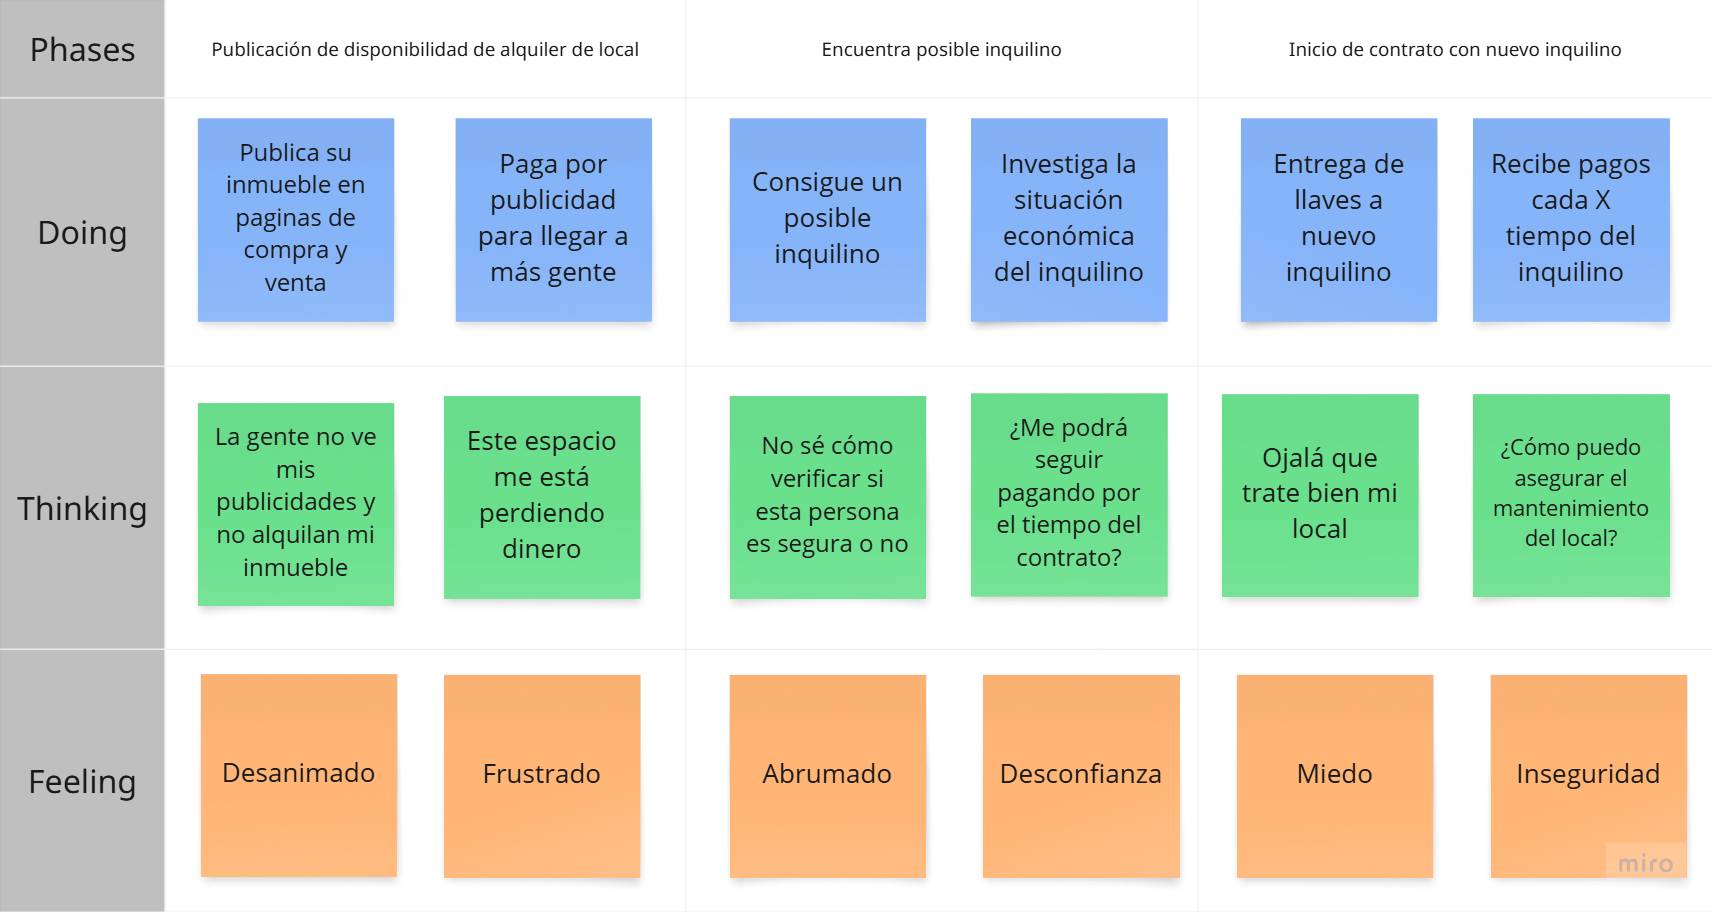 Phases
Publicación de disponibilidad de alquiler de local
Encuentra posible inquilino
Inicio de contrato con nuevo inquilino
Doing
Publica su
inmueble en
paginas de
compra y
venta
Paga por
publicidad
para llegar a
más gente
Consigue un
posible
inquilino
Investiga la
situación
económica
del inquilino
Entrega de
llaves a
nuevo
inquilino
Recibe pagos
cada X
tiempo del
inquilino
Thinking
La gente no ve
mis
publicidades y
no alquilan mi
inmueble
Este espacio
me está
perdiendo
dinero
No sé cómo
verificar si
esta persona
es segura o no
¿Me podrá
seguir
pagando por
el tiempo del
contrato?
Ojalá que
trate bien mi
local
¿Cómo puedo
asegurar el
mantenimiento
del local?
Feeling
Desanimado
Frustrado
Abrumado
Desconfianza
Miedo
Inseguridad
miro